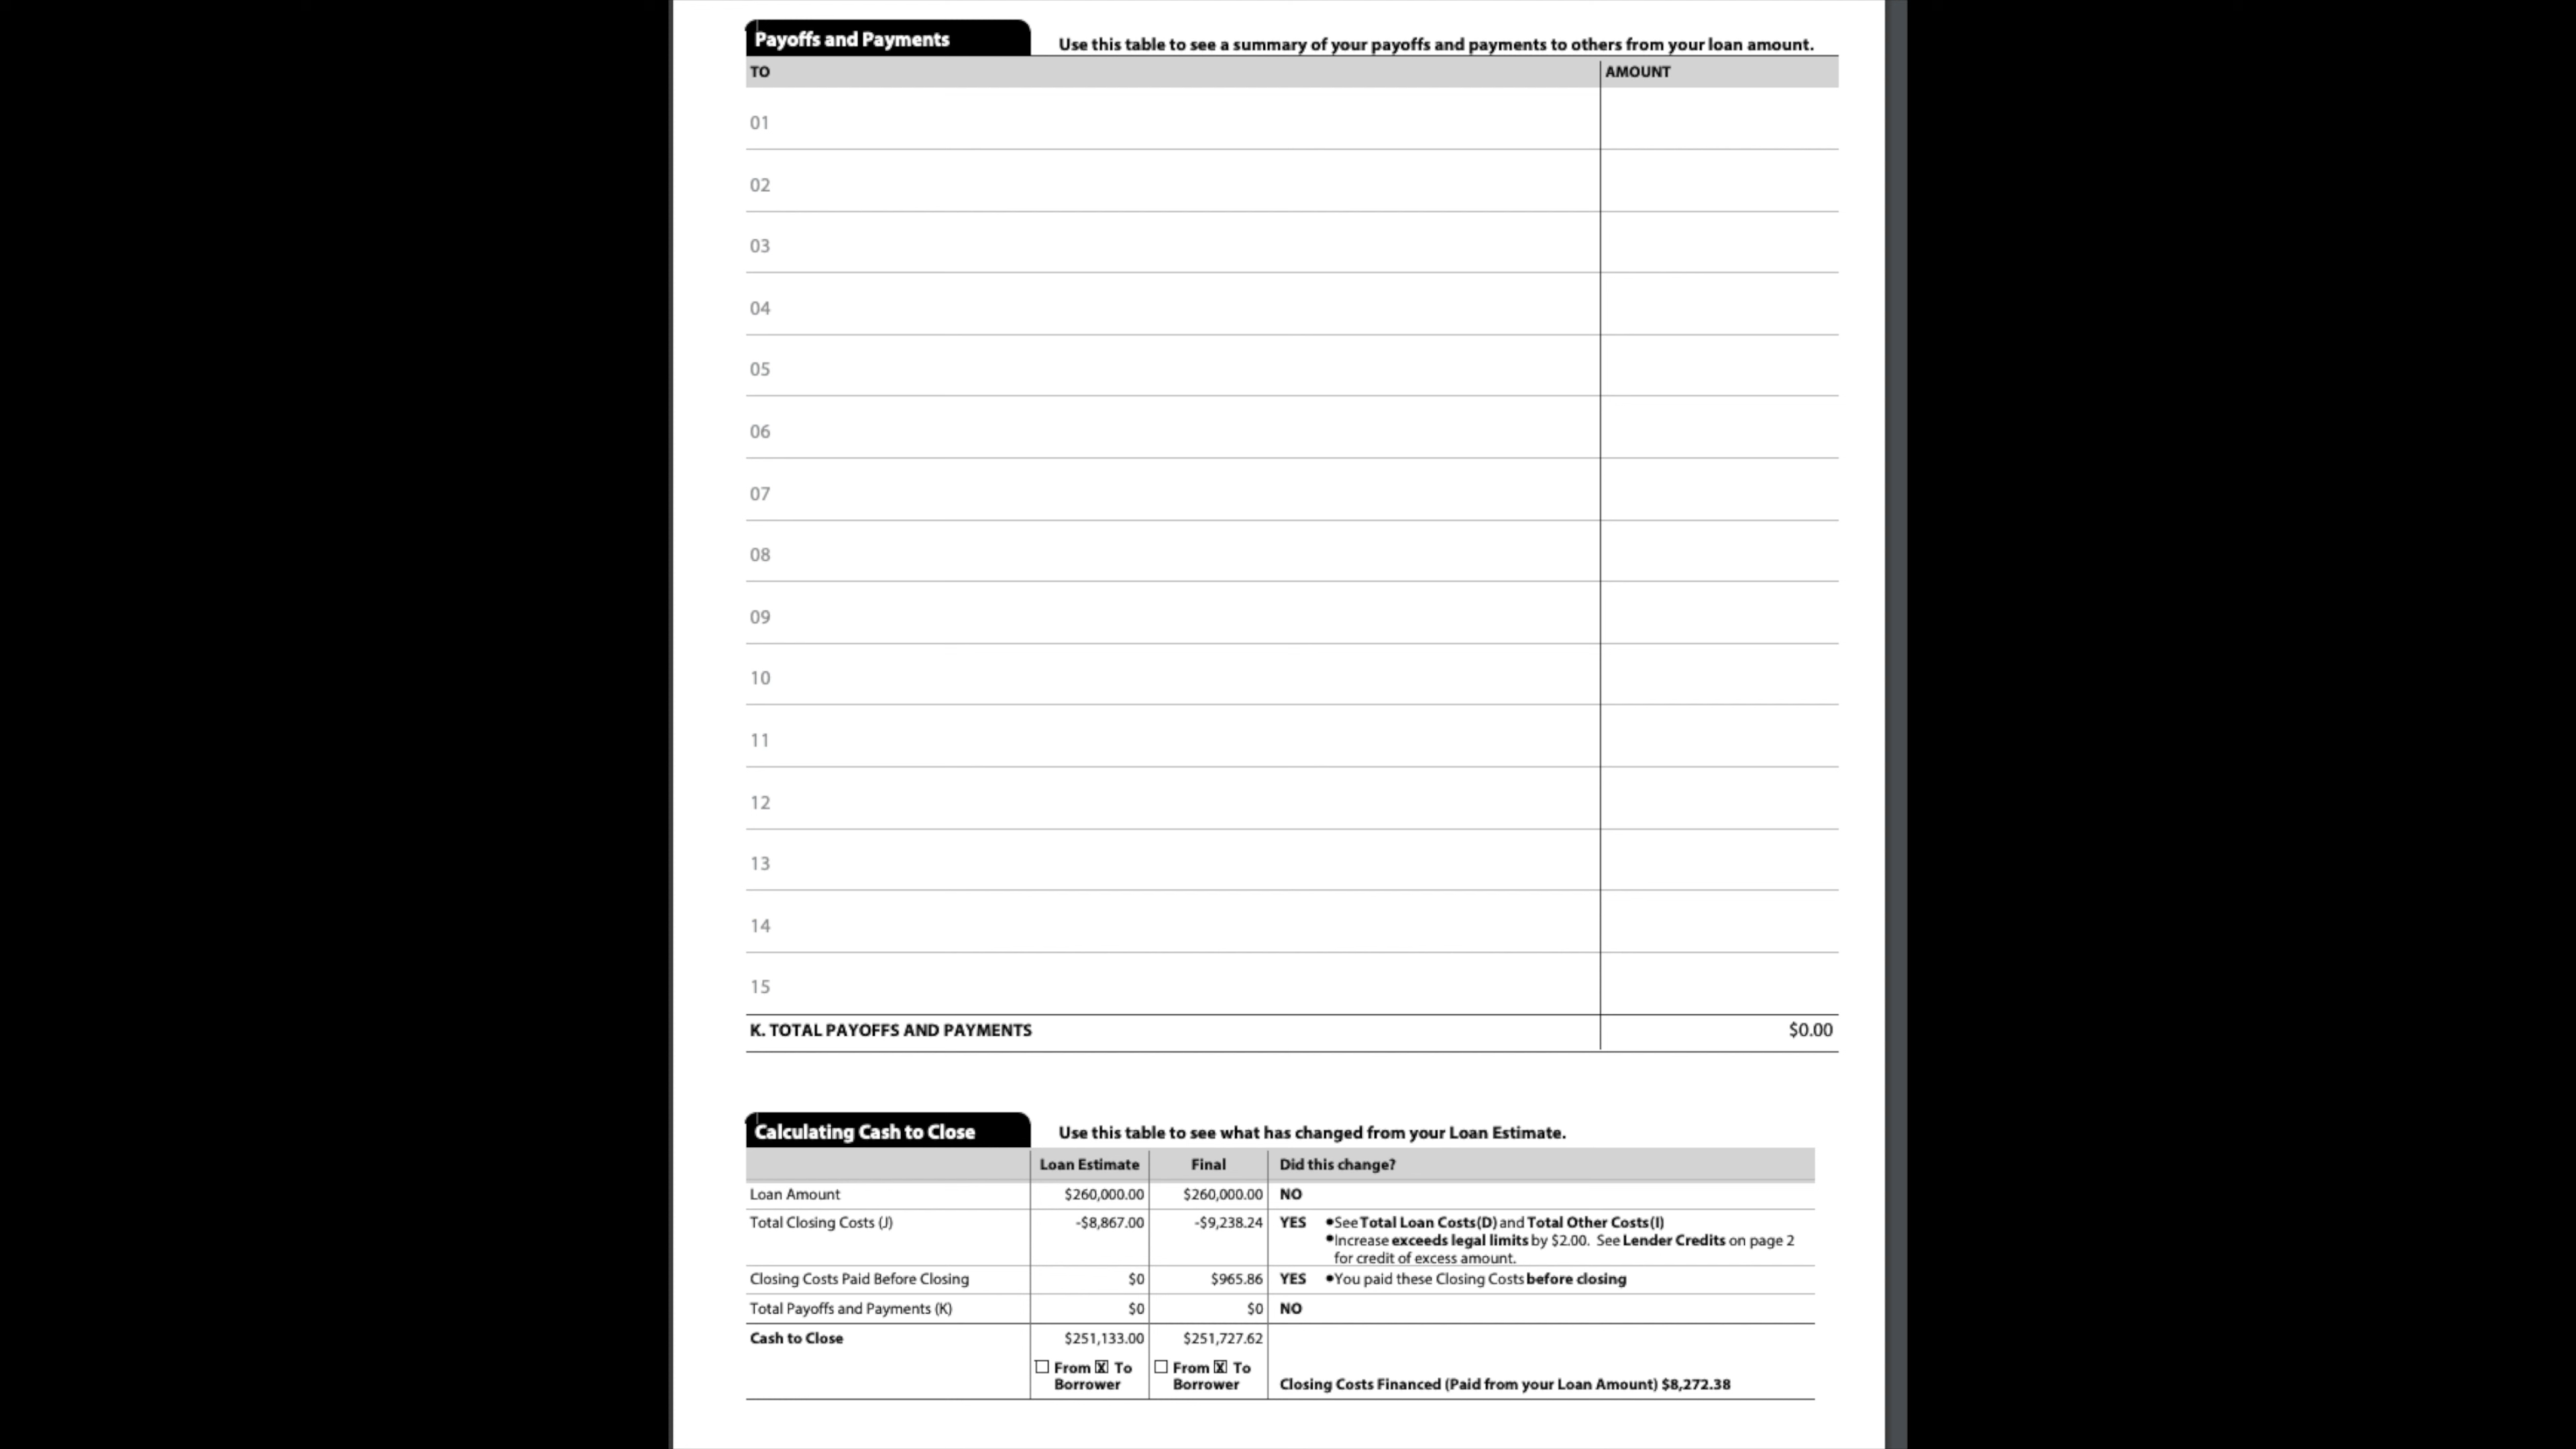 Payoffs and Payments Use this table to see a summary of your payoffs and payments to others from your loan amount.
TO AMOUNT
01
02
03
04
05
06
07
08
09
10
11
12
13
14
15
K. TOTAL PAYOFFS AND PAYMENTS $0.00
Calculating Cash to Close Use this table to see what has changed from your Loan Estimate.
Loan Estimate Final Did this change?
Loan Amount $260,000.00 $260,000.00 NO
Total Closing Costs (J) -$8,867.00 -$9,238.24 YES •See Total Loan Costs(D) and Total Other Costs(I)
•Increase exceeds legal limits by $2.00. See Lender Credits on page 2
for credit of excess amount.
Closing Costs Paid Before Closing $0 $965.86 YES •You paid these Closing Costs before closing
Total Payoffs and Payments (K) $0 $0 NO
Cash to Close $251,133.00 $251,727.62
☐ From ☒ To ☐ From ☒ To
Borrower Borrower Closing Costs Financed (Paid from your Loan Amount) $8,272.38